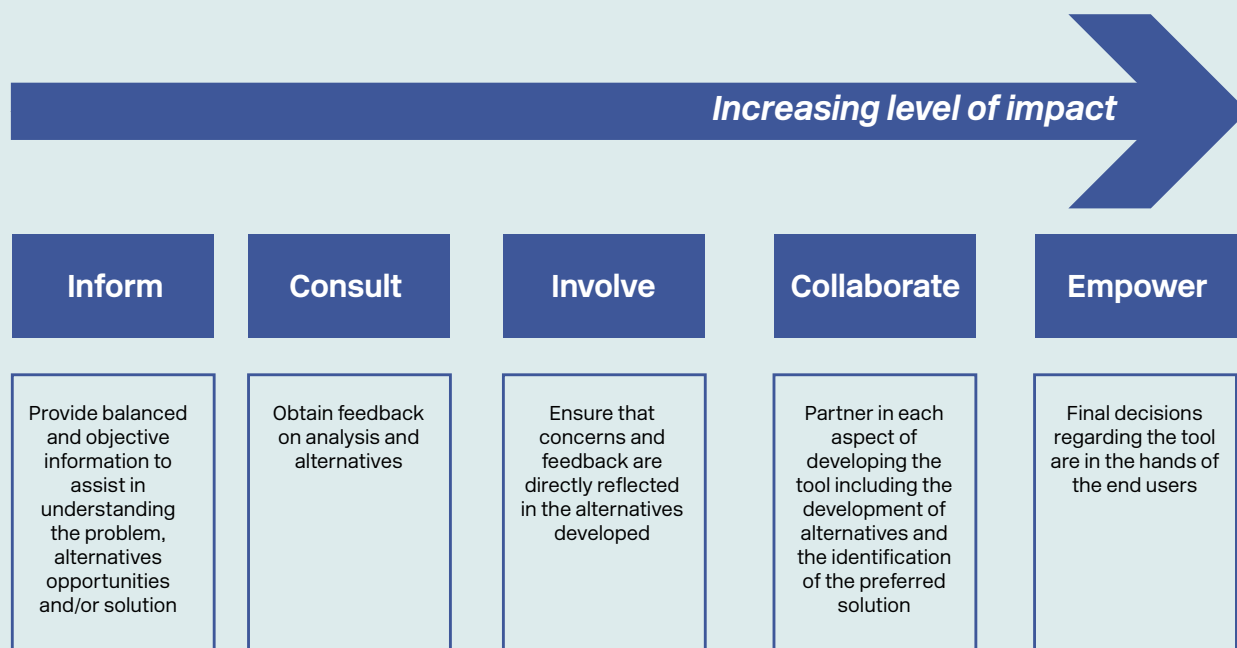 Increasing level of impact
Inform
Consult
Involve
Collaborate
Empower
Provide balanced
and objective
information to
assist in
understanding
the problem,
alternatives
opportunities
and/or solution
Obtain feedback
on analysis and
alternatives
Ensure that
concerns and
feedback are
directly reflected
in the alternatives
developed
Partner in each
aspect of
developing the
tool including the
development of
alternatives and
the identification
of the preferred
solution
Final decisions
regarding the tool
are in the hands of
the end users